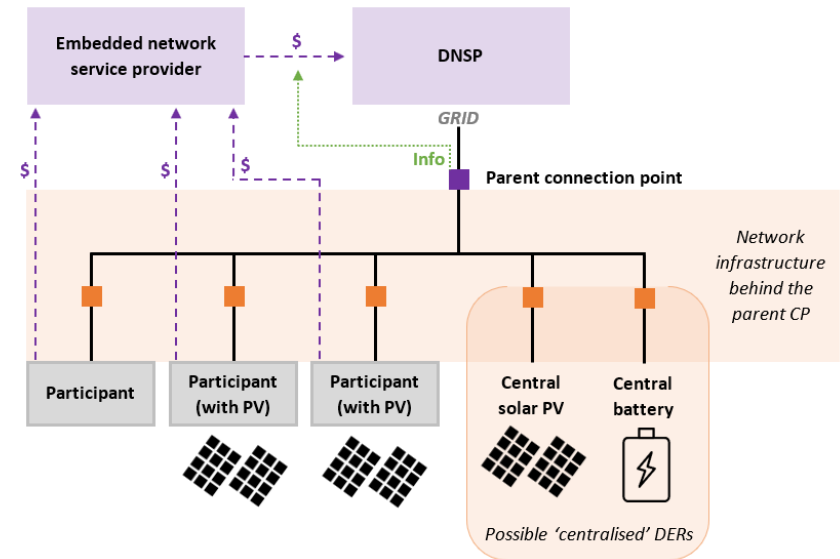 Embedded network
service provider
$
DNSP
GRID
Info
Parent connection point
$
$
$
Network
infrastructure
behind the
parent CP
Participant
Participant
(with PV)
Participant
(with PV)
Central
solar PV
Central
battery
Possible ‘centralised’ DERs